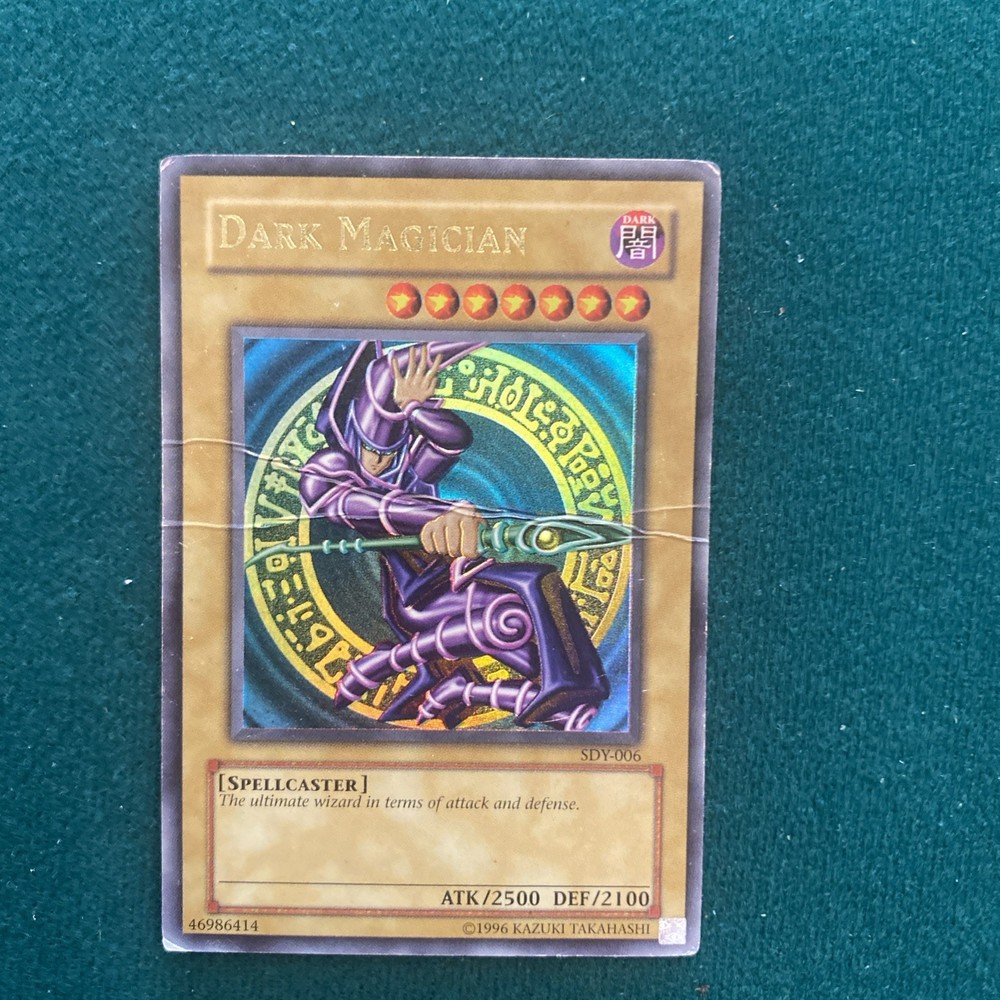 DARK MAGICIAN
DARK
闇
SDY-006
[SPELLCASTER]
The ultimate wizard in terms of attack and defense.
ATK/2500 DEF/2100
46986414 ©1996 KAZUKI TAKAHASHI